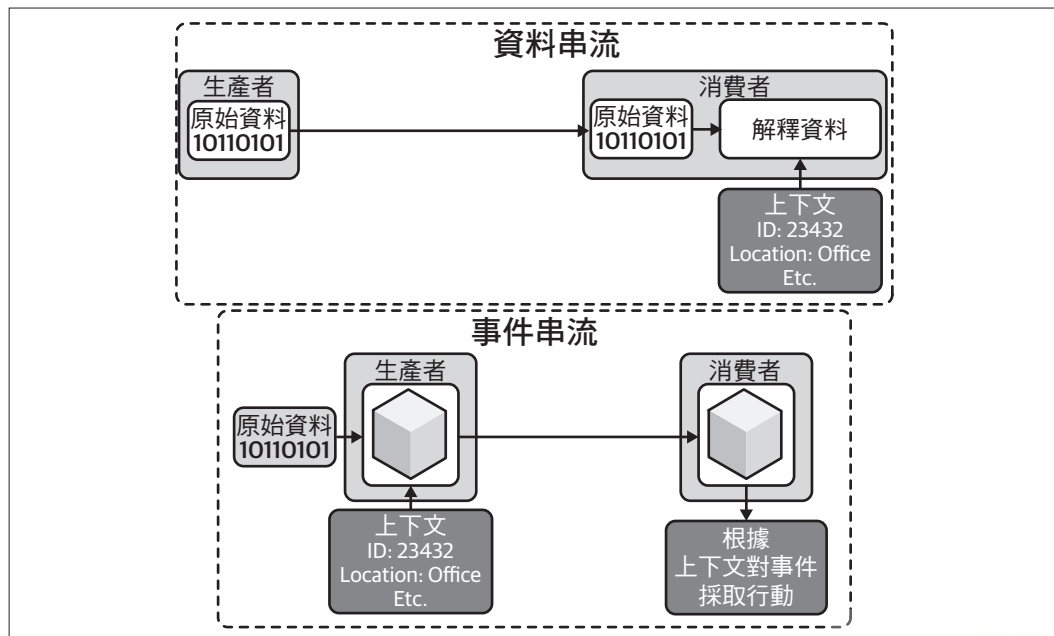 資料串流
生產者
原始資料
10110101
消費者
原始資料
10110101
解釋資料
上下文
ID: 23432
Location: Office
Etc.
事件串流
生產者
消費者
原始資料
10110101
上下文
ID: 23432
Location: Office
Etc.
根據
上下文對事件
採取行動